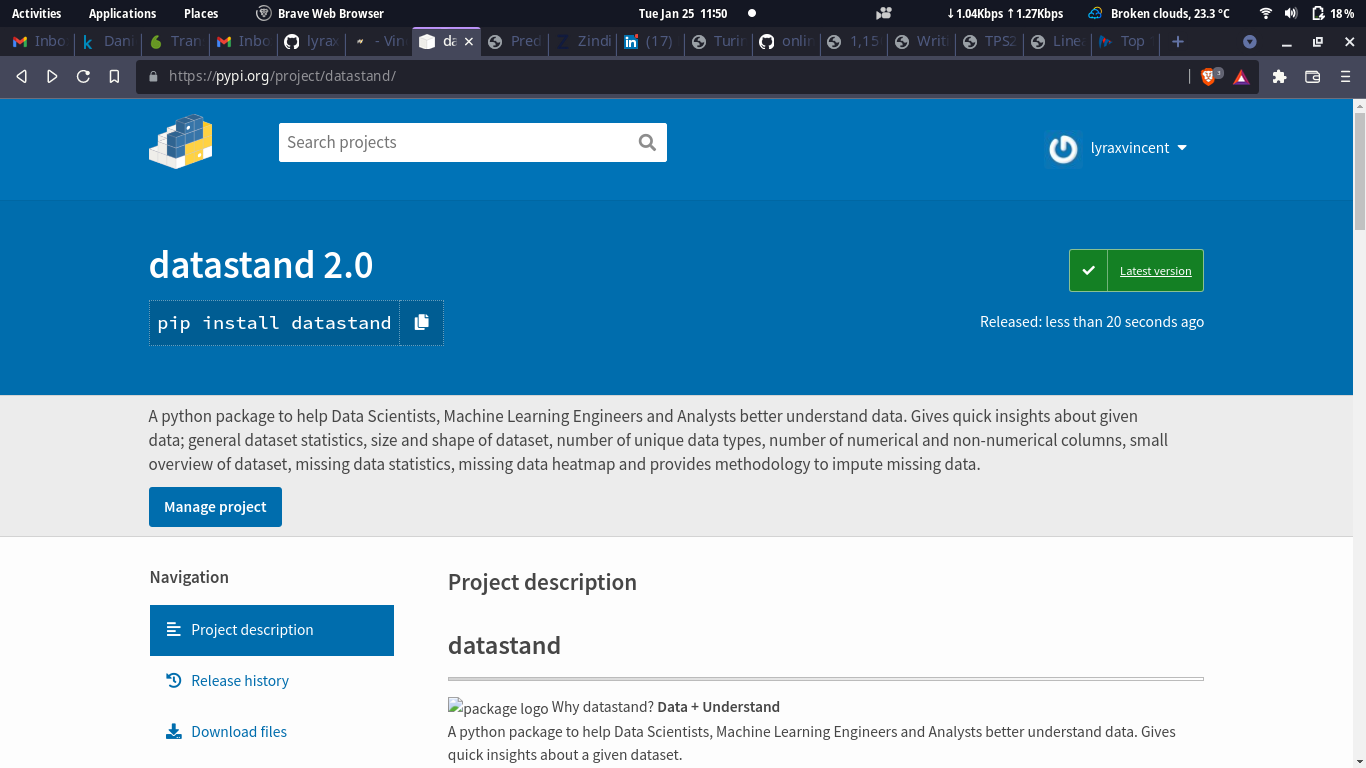 Activities Applications Places Brave Web Browser Tue Jan 25 11:50 ↓1.04Kbps ↑1.27Kbps Broken clouds, 23.3 °C 18%
Inbo Dani Tran Inbo lyrax - Vin da Pred Zindi (17) Turin onlin 1,15 Writi TPS2 Linea Top
https://pypi.org/project/datastand/ 3
Search projects
lyraxvincent
datastand 2.0
Latest version
pip install datastand
Released: less than 20 seconds ago
A python package to help Data Scientists, Machine Learning Engineers and Analysts better understand data. Gives quick insights about given
data; general dataset statistics, size and shape of dataset, number of unique data types, number of numerical and non-numerical columns, small
overview of dataset, missing data statistics, missing data heatmap and provides methodology to impute missing data.
Manage project
Navigation
Project description
Release history
Download files
Project description
datastand
package logo Why datastand? Data + Understand
A python package to help Data Scientists, Machine Learning Engineers and Analysts better understand data. Gives
quick insights about a given dataset.